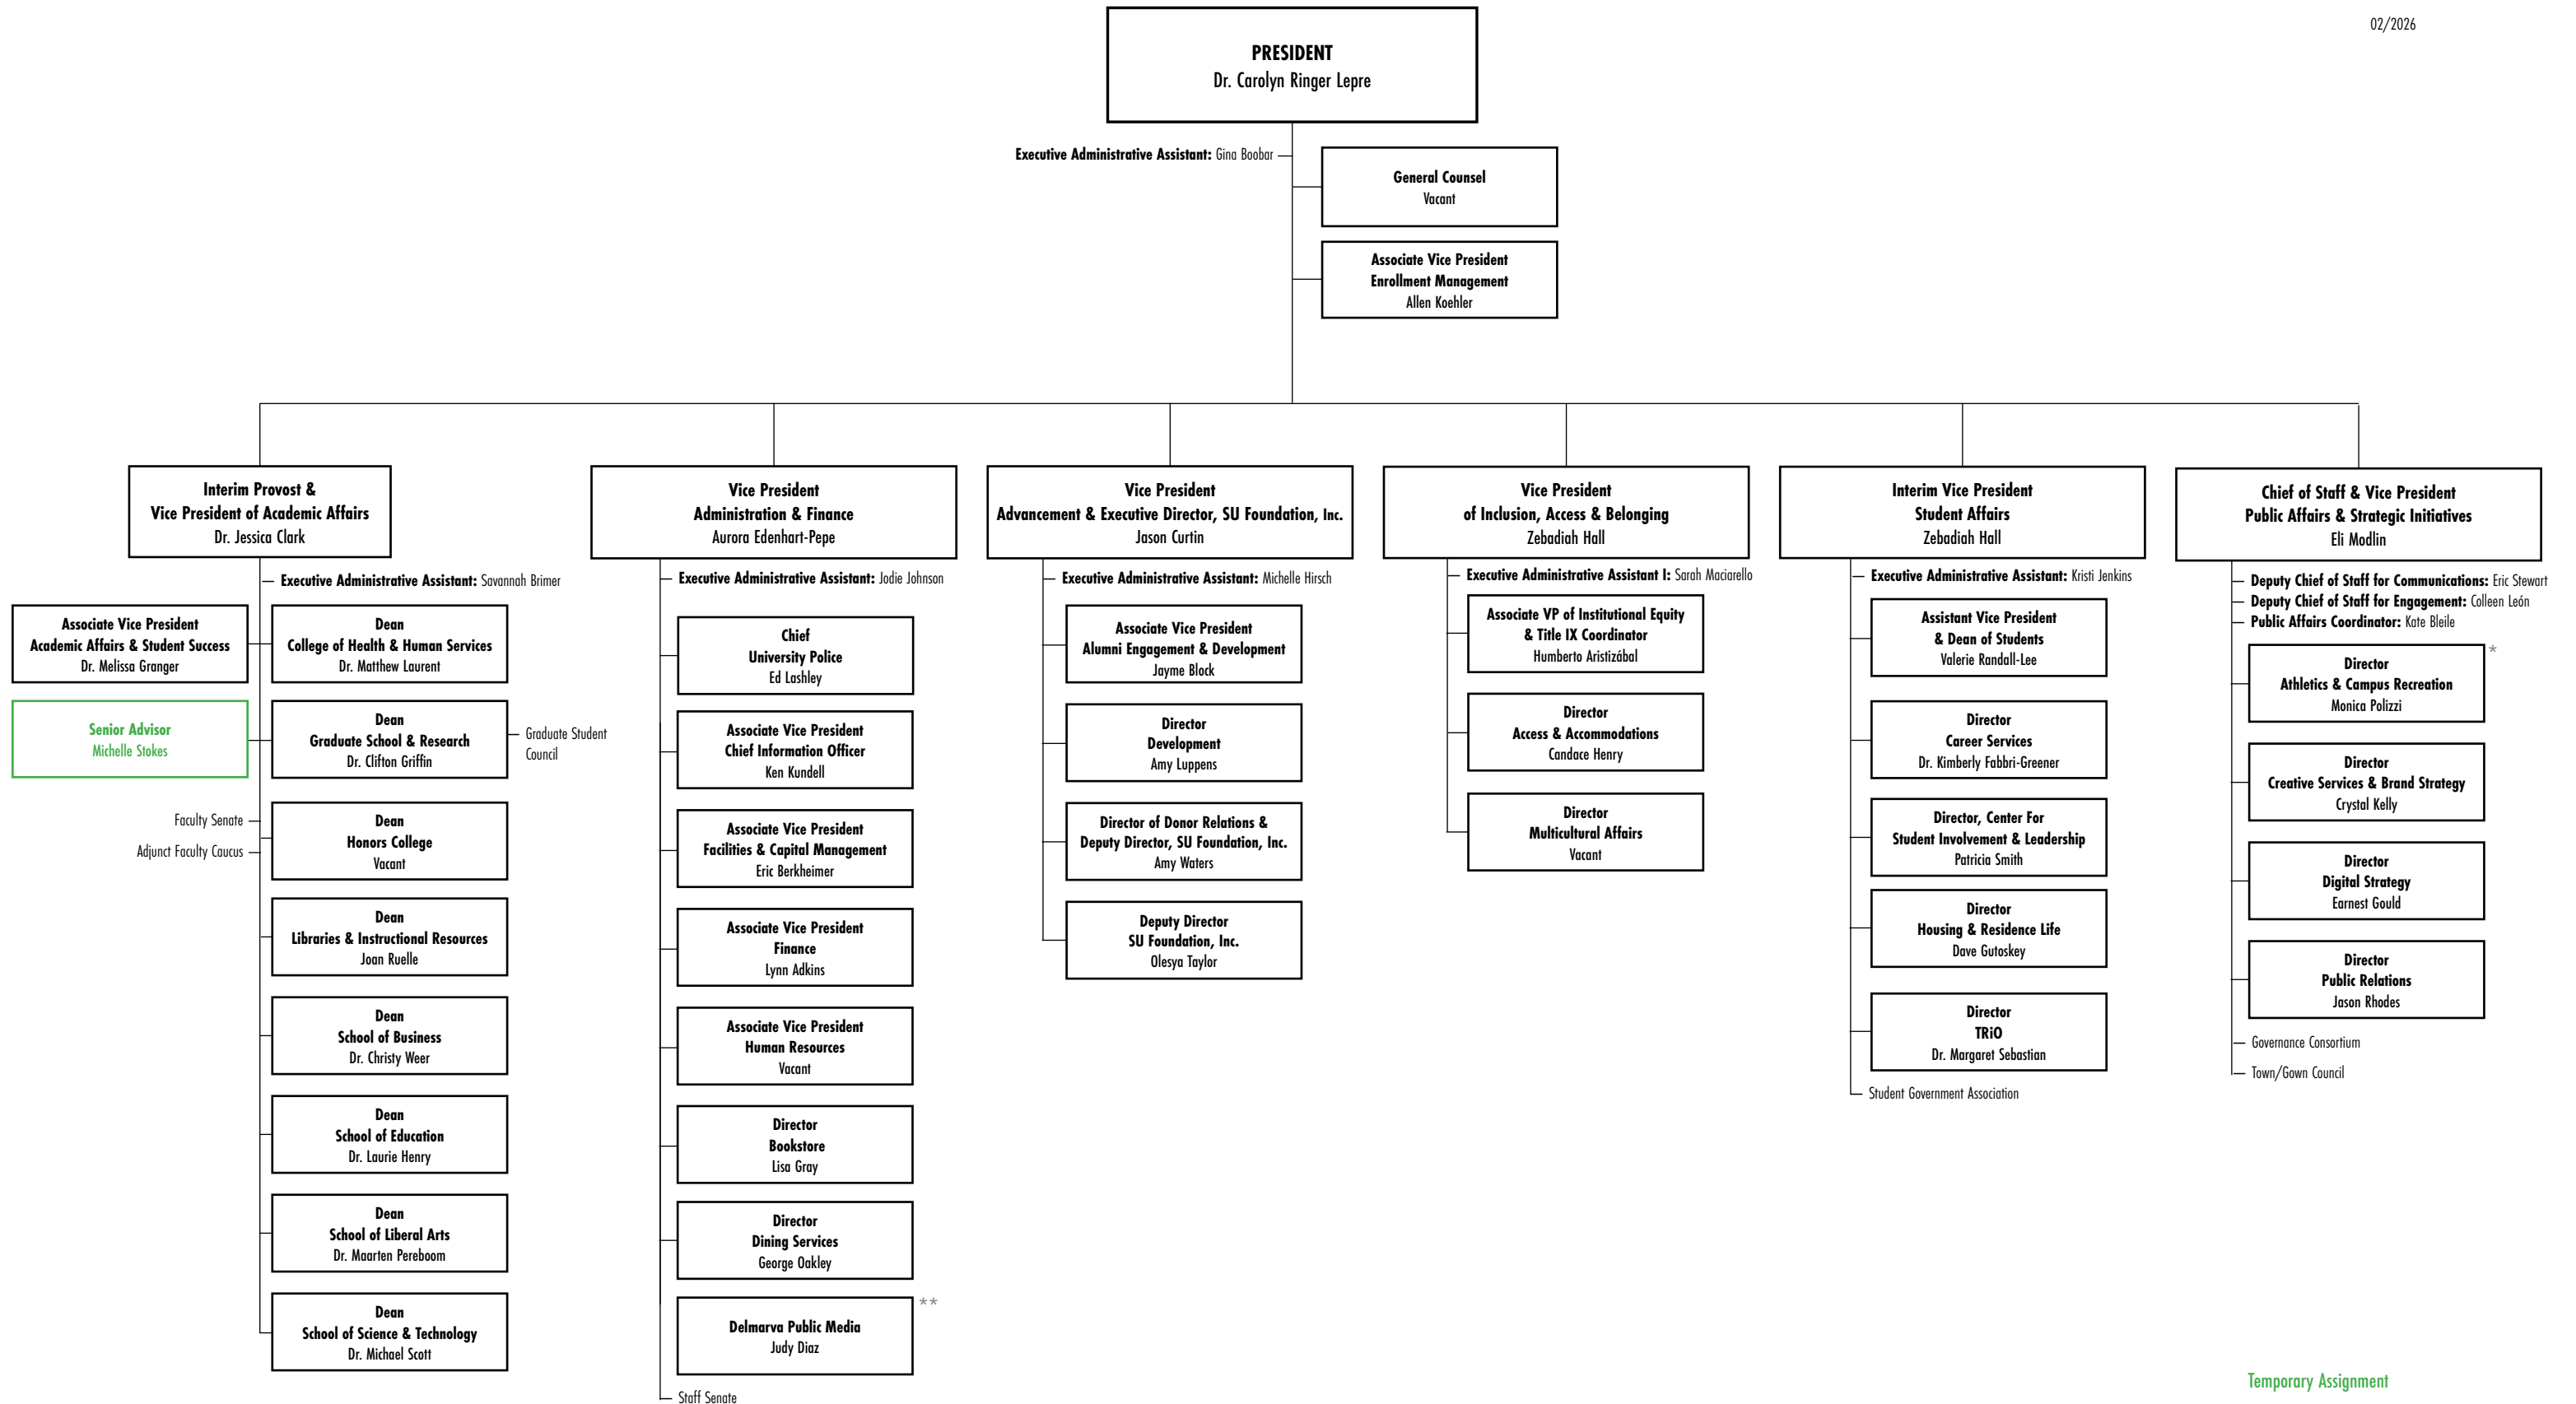 02/2026
PRESIDENT
Dr. Carolyn Ringer Lepre
Executive Administrative Assistant: Gina Boobar
General Counsel
Vacant
Associate Vice President
Enrollment Management
Allen Koehler
Interim Provost &
Vice President of Academic Affairs
Dr. Jessica Clark
Executive Administrative Assistant: Savannah Brimer
Associate Vice President
Academic Affairs & Student Success
Dr. Melissa Granger
Senior Advisor
Michelle Stokes
Faculty Senate
Adjunct Faculty Caucus
Dean
College of Health & Human Services
Dr. Matthew Laurent
Dean
Graduate School & Research
Dr. Clifton Griffin
Graduate Student
Council
Dean
Honors College
Vacant
Dean
Libraries & Instructional Resources
Joan Ruelle
Dean
School of Business
Dr. Christy Weer
Dean
School of Education
Dr. Laurie Henry
Dean
School of Liberal Arts
Dr. Maarten Pereboom
Dean
School of Science & Technology
Dr. Michael Scott
Vice President
Administration & Finance
Aurora Edenhart-Pepe
Executive Administrative Assistant: Jodie Johnson
Chief
University Police
Ed Lashley
Associate Vice President
Chief Information Officer
Ken Kundell
Associate Vice President
Facilities & Capital Management
Eric Berkheimer
Associate Vice President
Finance
Lynn Adkins
Associate Vice President
Human Resources
Vacant
Director
Bookstore
Lisa Gray
Director
Dining Services
George Oakley
**
Delmarva Public Media
Judy Diaz
Staff Senate
Vice President
Advancement & Executive Director, SU Foundation, Inc.
Jason Curtin
Executive Administrative Assistant: Michelle Hirsch
Associate Vice President
Alumni Engagement & Development
Jayme Block
Director
Development
Amy Luppens
Director of Donor Relations &
Deputy Director, SU Foundation, Inc.
Amy Waters
Deputy Director
SU Foundation, Inc.
Olesya Taylor
Vice President
of Inclusion, Access & Belonging
Zebadiah Hall
Executive Administrative Assistant I: Sarah Maciarello
Associate VP of Institutional Equity
& Title IX Coordinator
Humberto Aristizábal
Director
Access & Accommodations
Candace Henry
Director
Multicultural Affairs
Vacant
Interim Vice President
Student Affairs
Zebadiah Hall
Executive Administrative Assistant: Kristi Jenkins
Assistant Vice President
& Dean of Students
Valerie Randall-Lee
Director
Career Services
Dr. Kimberly Fabbri-Greener
Director, Center For
Student Involvement & Leadership
Patricia Smith
Director
Housing & Residence Life
Dave Gutoskey
Director
TRiO
Dr. Margaret Sebastian
Student Government Association
Chief of Staff & Vice President
Public Affairs & Strategic Initiatives
Eli Modlin
Deputy Chief of Staff for Communications: Eric Stewart
Deputy Chief of Staff for Engagement: Colleen León
Public Affairs Coordinator: Kate Bleile
*
Director
Athletics & Campus Recreation
Monica Polizzi
Director
Creative Services & Brand Strategy
Crystal Kelly
Director
Digital Strategy
Earnest Gould
Director
Public Relations
Jason Rhodes
Governance Consortium
Town/Gown Council
Temporary Assignment